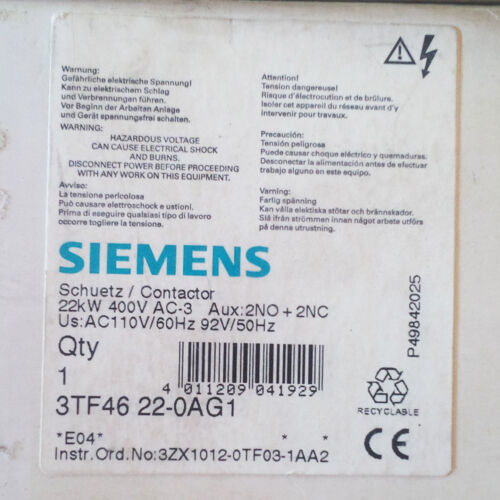 Warnung:
Gefährliche elektrische Spannung!
Kann zu elektrischem Schlag
und Verbrennungen führen.
Vor Beginn der Arbeiten Anlage
und Gerät spannungsfrei schalten.
WARNING:
HAZARDOUS VOLTAGE
CAN CAUSE ELECTRICAL SHOCK
AND BURNS.
DISCONNECT POWER BEFORE PROCEEDING
WITH ANY WORK ON THIS EQUIPMENT.
Avviso:
La tensione pericolosa
Può causare elettroshock e ustioni.
Prima di eseguire qualsiasi tipo di lavoro
occorre togliere la tensione.
Attention!
Tension dangereuse!
Risque d'électrocution et de brûlure.
Isoler cet appareil du réseau avant d'y
intervenir pour travaux.
Precaución:
Tensión peligrosa
Puede causar choque eléctrico y quemaduras.
Desconectar la alimentación antes de efectuar
trabajo alguno en este equipo.
Varning:
Farlig spänning
Kan välla elektiska stötar och brännskador.
Slå ifrån strömmen innan något arbete utförs
på denna utrustning.
SIEMENS
Schuetz / Contactor
22kW 400V AC-3 Aux:2NO + 2NC
Us:AC110V/60Hz 92V/50Hz
Qty
1
4 011209 041929
3TF46 22-0AG1
*E04* * *
Instr.Ord.No:3ZX1012-0TF03-1AA2
P49842025
RECYCLABLE
CE